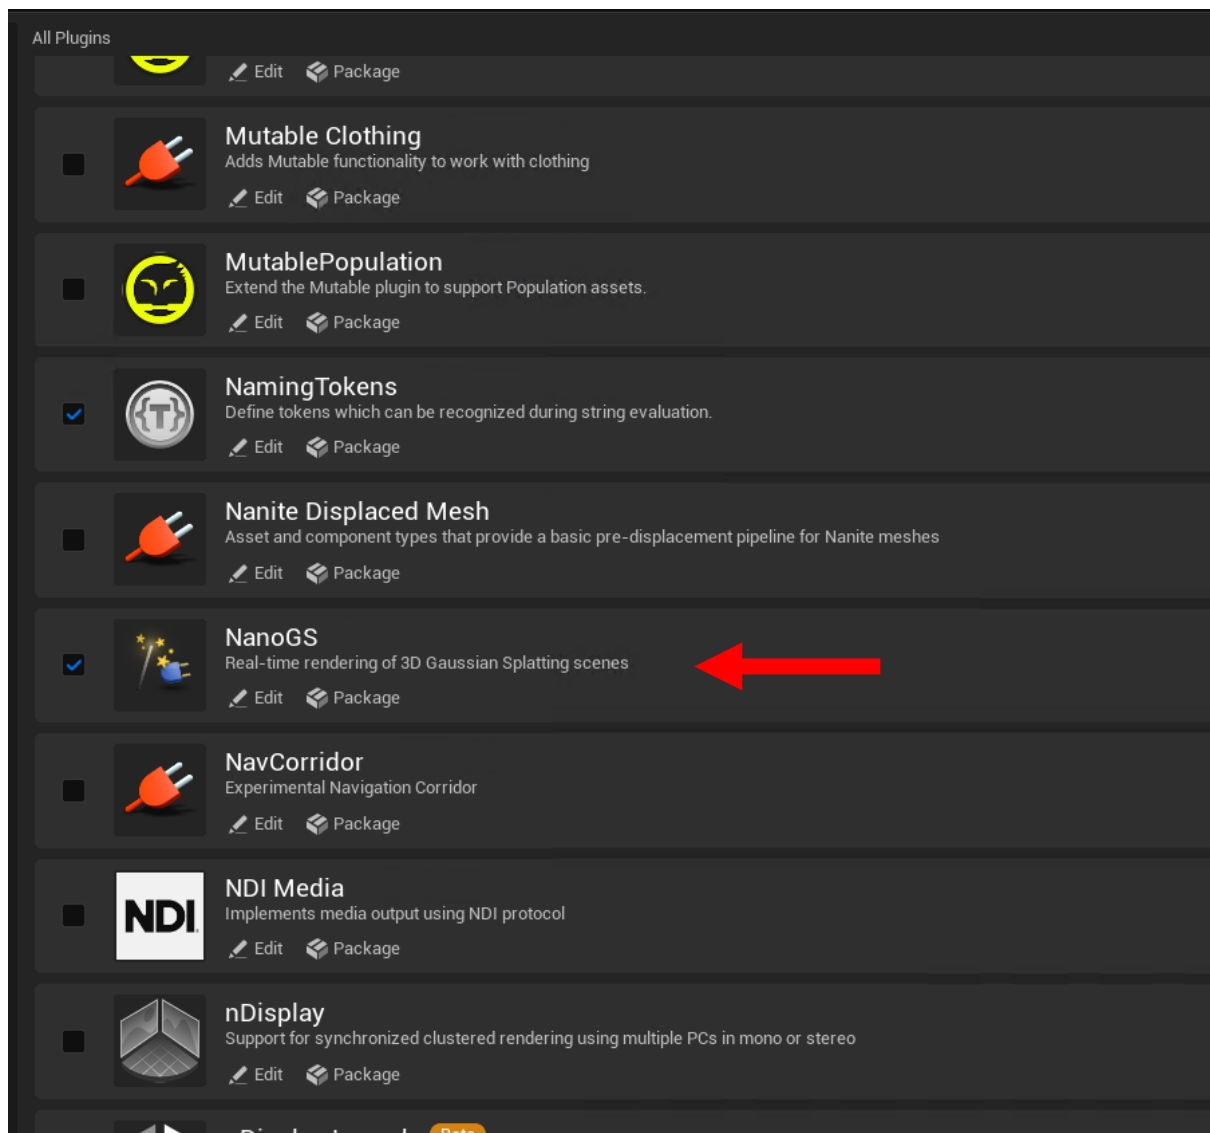 All Plugins
Edit Package
Mutable Clothing
Adds Mutable functionality to work with clothing
Edit Package
MutablePopulation
Extend the Mutable plugin to support Population assets.
Edit Package
{T}
NamingTokens
Define tokens which can be recognized during string evaluation.
Edit Package
Nanite Displaced Mesh
Asset and component types that provide a basic pre-displacement pipeline for Nanite meshes
Edit Package
NanoGS
Real-time rendering of 3D Gaussian Splatting scenes
Edit Package
NavCorridor
Experimental Navigation Corridor
Edit Package
NDI
NDI Media
Implements media output using NDI protocol
Edit Package
nDisplay
Support for synchronized clustered rendering using multiple PCs in mono or stereo
Edit Package